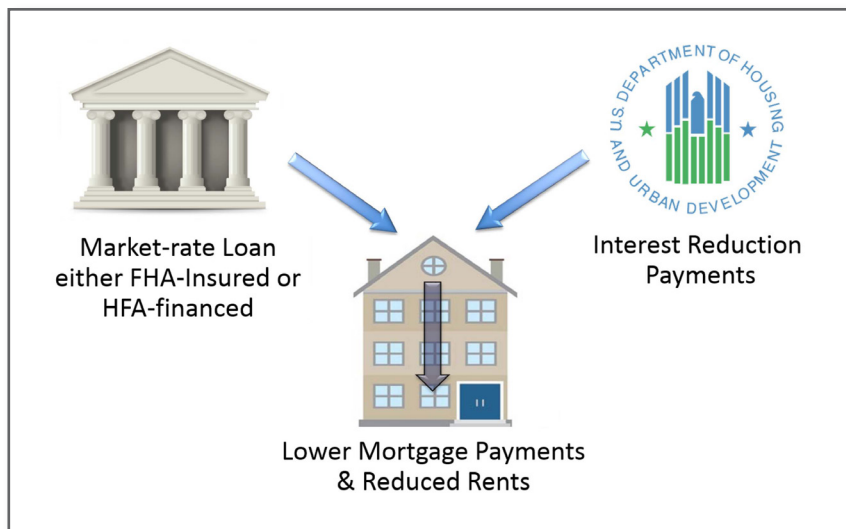 U.S. DEPARTMENT OF HOUSING
AND URBAN DEVELOPMENT
Market-rate Loan
either FHA-Insured or
HFA-financed
Interest Reduction
Payments
Lower Mortgage Payments
& Reduced Rents